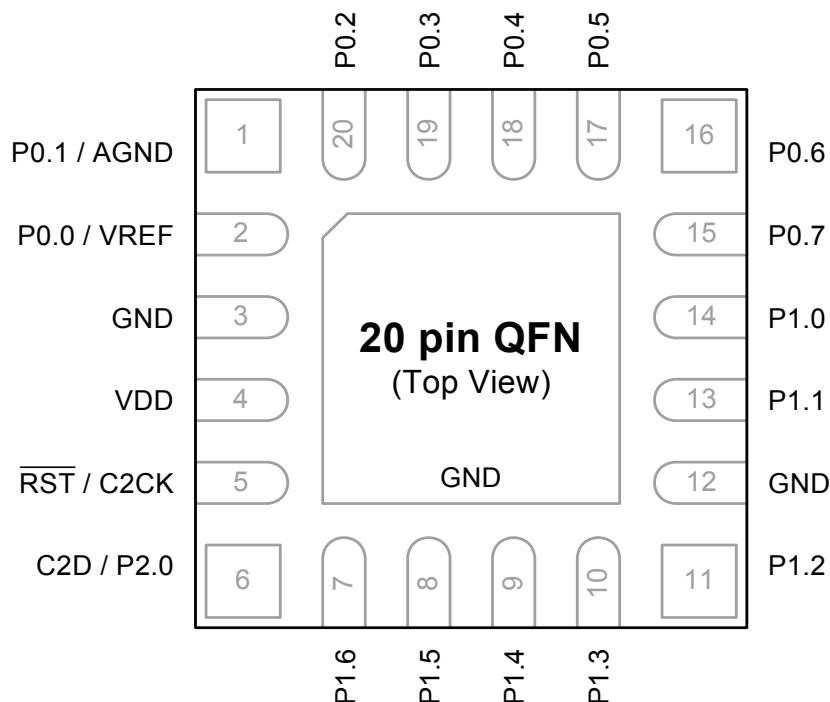 P0.2
P0.3
P0.4
P0.5
20
19
18
17
P0.1 / AGND
1
16
P0.6
P0.0 / VREF
2
15
P0.7
GND
3
14
P1.0
20 pin QFN
(Top View)
VDD
4
13
P1.1
RST / C2CK
5
GND
12
GND
C2D / P2.0
6
11
P1.2
7
8
9
10
P1.6
P1.5
P1.4
P1.3